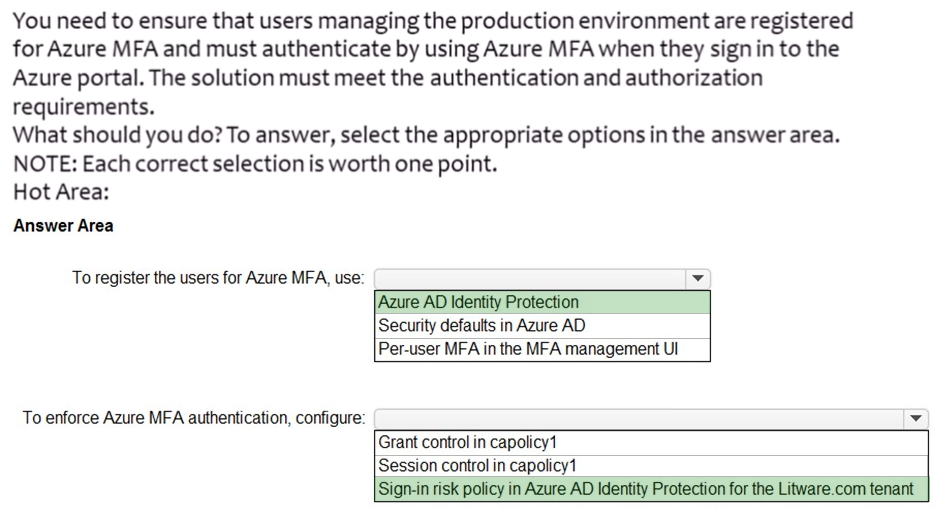 You need to ensure that users managing the production environment are registered
for Azure MFA and must authenticate by using Azure MFA when they sign in to the
Azure portal. The solution must meet the authentication and authorization
requirements.
What should you do? To answer, select the appropriate options in the answer area.
NOTE: Each correct selection is worth one point.
Hot Area:
Answer Area
To register the users for Azure MFA, use:
Azure AD Identity Protection
Security defaults in Azure AD
Per-user MFA in the MFA management UI
To enforce Azure MFA authentication, configure:
Grant control in capolicy1
Session control in capolicy1
Sign-in risk policy in Azure AD Identity Protection for the Litware.com tenant